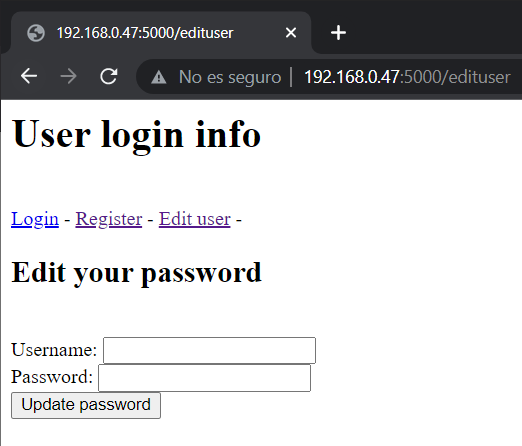 192.168.0.47:5000/edituser
No es seguro | 192.168.0.47:5000/edituser
User login info
Login - Register - Edit user -
Edit your password
Username:
Password:
Update password